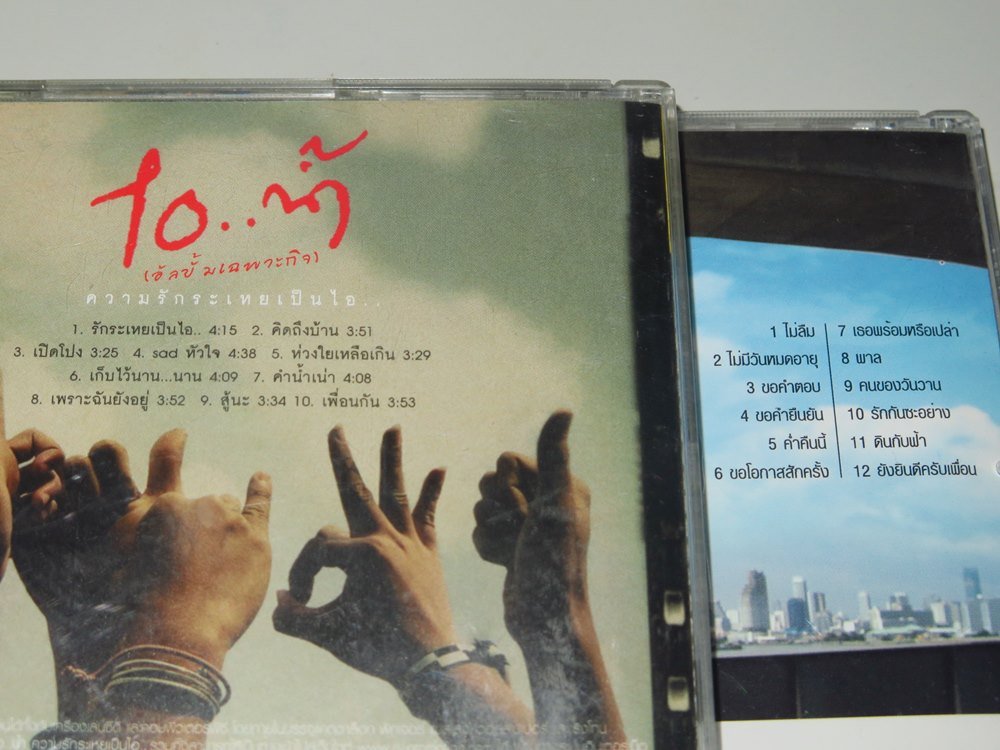 ไอ..น้ำ
(อัลบั้มเฉพาะกิจ)
ความรักระเหยเป็นไอ..
1. รักระเหยเป็นไอ.. 4:15 2. คิดถึงบ้าน 3:51
3. เปิดโปง 3:25 4. sad หัวใจ 4:38 5. ห่วงใยเหลือเกิน 3:29
6. เก็บไว้นาน...นาน 4:09 7. คำน้ำเน่า 4:08
8. เพราะฉันยังอยู่ 3:52 9. สู้นะ 3:34 10. เพื่อนกัน 3:53
1 ไม่ลืม
2 ไม่มีวันหมดอายุ
3 ขอคำตอบ
4 ขอคำยืนยัน
5 ค่ำคืนนี้
6 ขอโอกาสสักครั้ง
7 เธอพร้อมหรือเปล่า
8 พาล
9 คนของวันวาน
10 รักกันซะอย่าง
11 ดินกับฟ้า
12 ยังยินดีครับเพื่อน